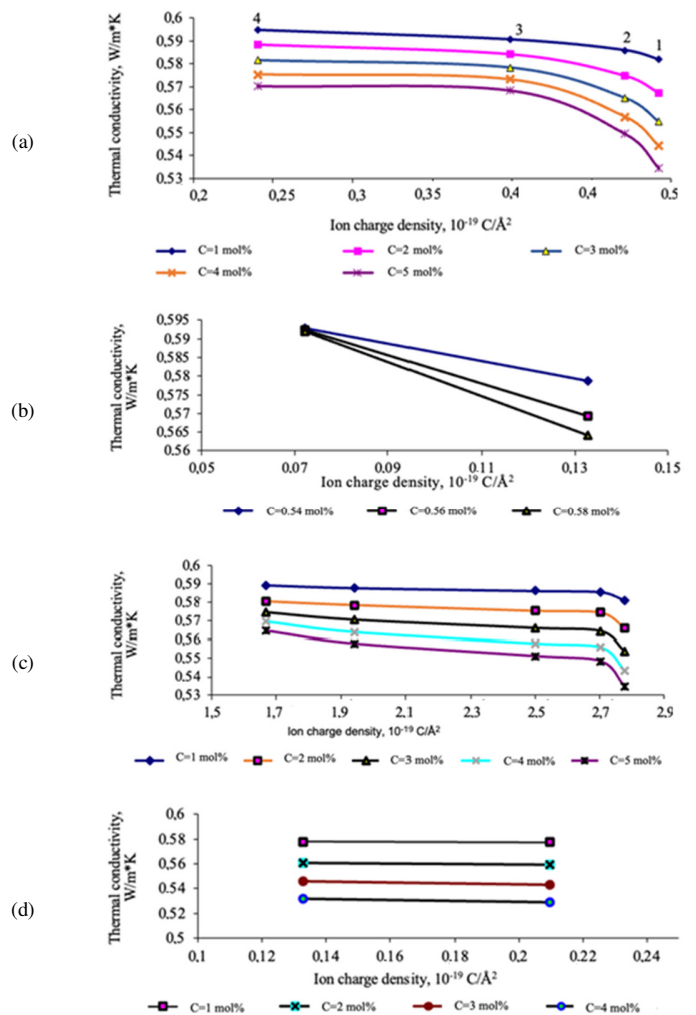 (a)
Thermal conductivity, W/m*K
0,6
0,59
0,58
0,57
0,56
0,55
0,54
0,53
4
3
2
1
0,2
0,25
0,3
0,35
0,4
0,4
0,5
Ion charge density, 10⁻¹⁹ C/Å²
C=1 mol%
C=2 mol%
C=3 mol%
C=4 mol%
C=5 mol%
(b)
Thermal conductivity,
W/m*K
0,595
0,59
0,585
0,58
0,575
0,57
0,565
0,56
0,05
0.07
0.09
0.11
0.13
0.15
Ion charge density, 10⁻¹⁹ C/Å²
C=0.54 mol%
C=0.56 mol%
C=0.58 mol%
(c)
Thermal conductivity,
W/m*K
0,6
0,59
0,58
0,57
0,56
0,55
0,54
0,53
1,5
1,7
1,9
2.1
2.3
2.5
2.7
2.9
Ion charge density, 10⁻¹⁹ C/Å²
C=1 mol%
C=2 mol%
C=3 mol%
C=4 mol%
C=5 mol%
(d)
Thermal conductivity,
W/m*K
0,6
0,58
0,56
0,54
0,52
0,5
0,1
0,12
0,14
0,16
0,18
0,2
0,22
0,24
Ion charge density, 10⁻¹⁹ C/Å²
C=1 mol%
C=2 mol%
C=3 mol%
C=4 mol%